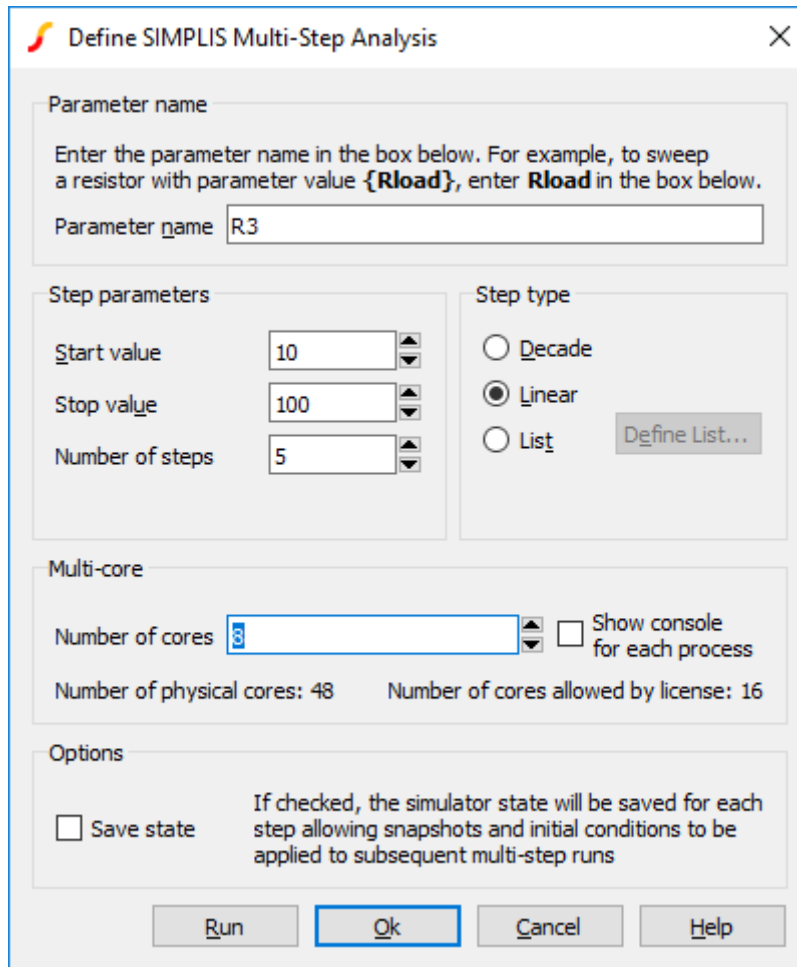 Define SIMPLIS Multi-Step Analysis
Parameter name
Enter the parameter name in the box below. For example, to sweep
a resistor with parameter value {Rload}, enter Rload in the box below.
Parameter name R3
Step parameters
Start value 10
Stop value 100
Number of steps 5
Step type
Decade
Linear
List Define List...
Multi-core
Number of cores 8
Show console
for each process
Number of physical cores: 48 Number of cores allowed by license: 16
Options
Save state
If checked, the simulator state will be saved for each
step allowing snapshots and initial conditions to be
applied to subsequent multi-step runs
Run Ok Cancel Help